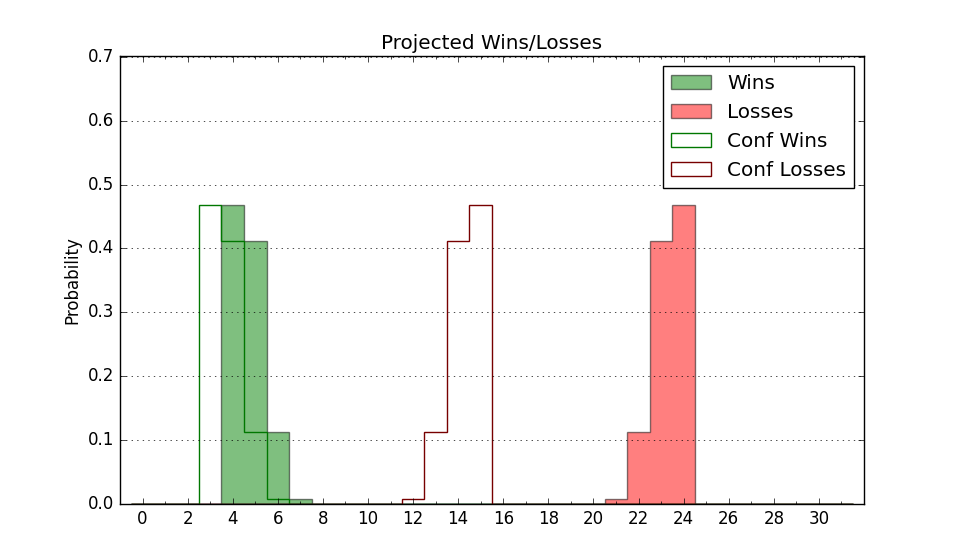 Projected Wins/Losses
Probability
0.7
0.6
0.5
0.4
0.3
0.2
0.1
0.0
Wins
Losses
Conf Wins
Conf Losses
0 2 4 6 8 10 12 14 16 18 20 22 24 26 28 30